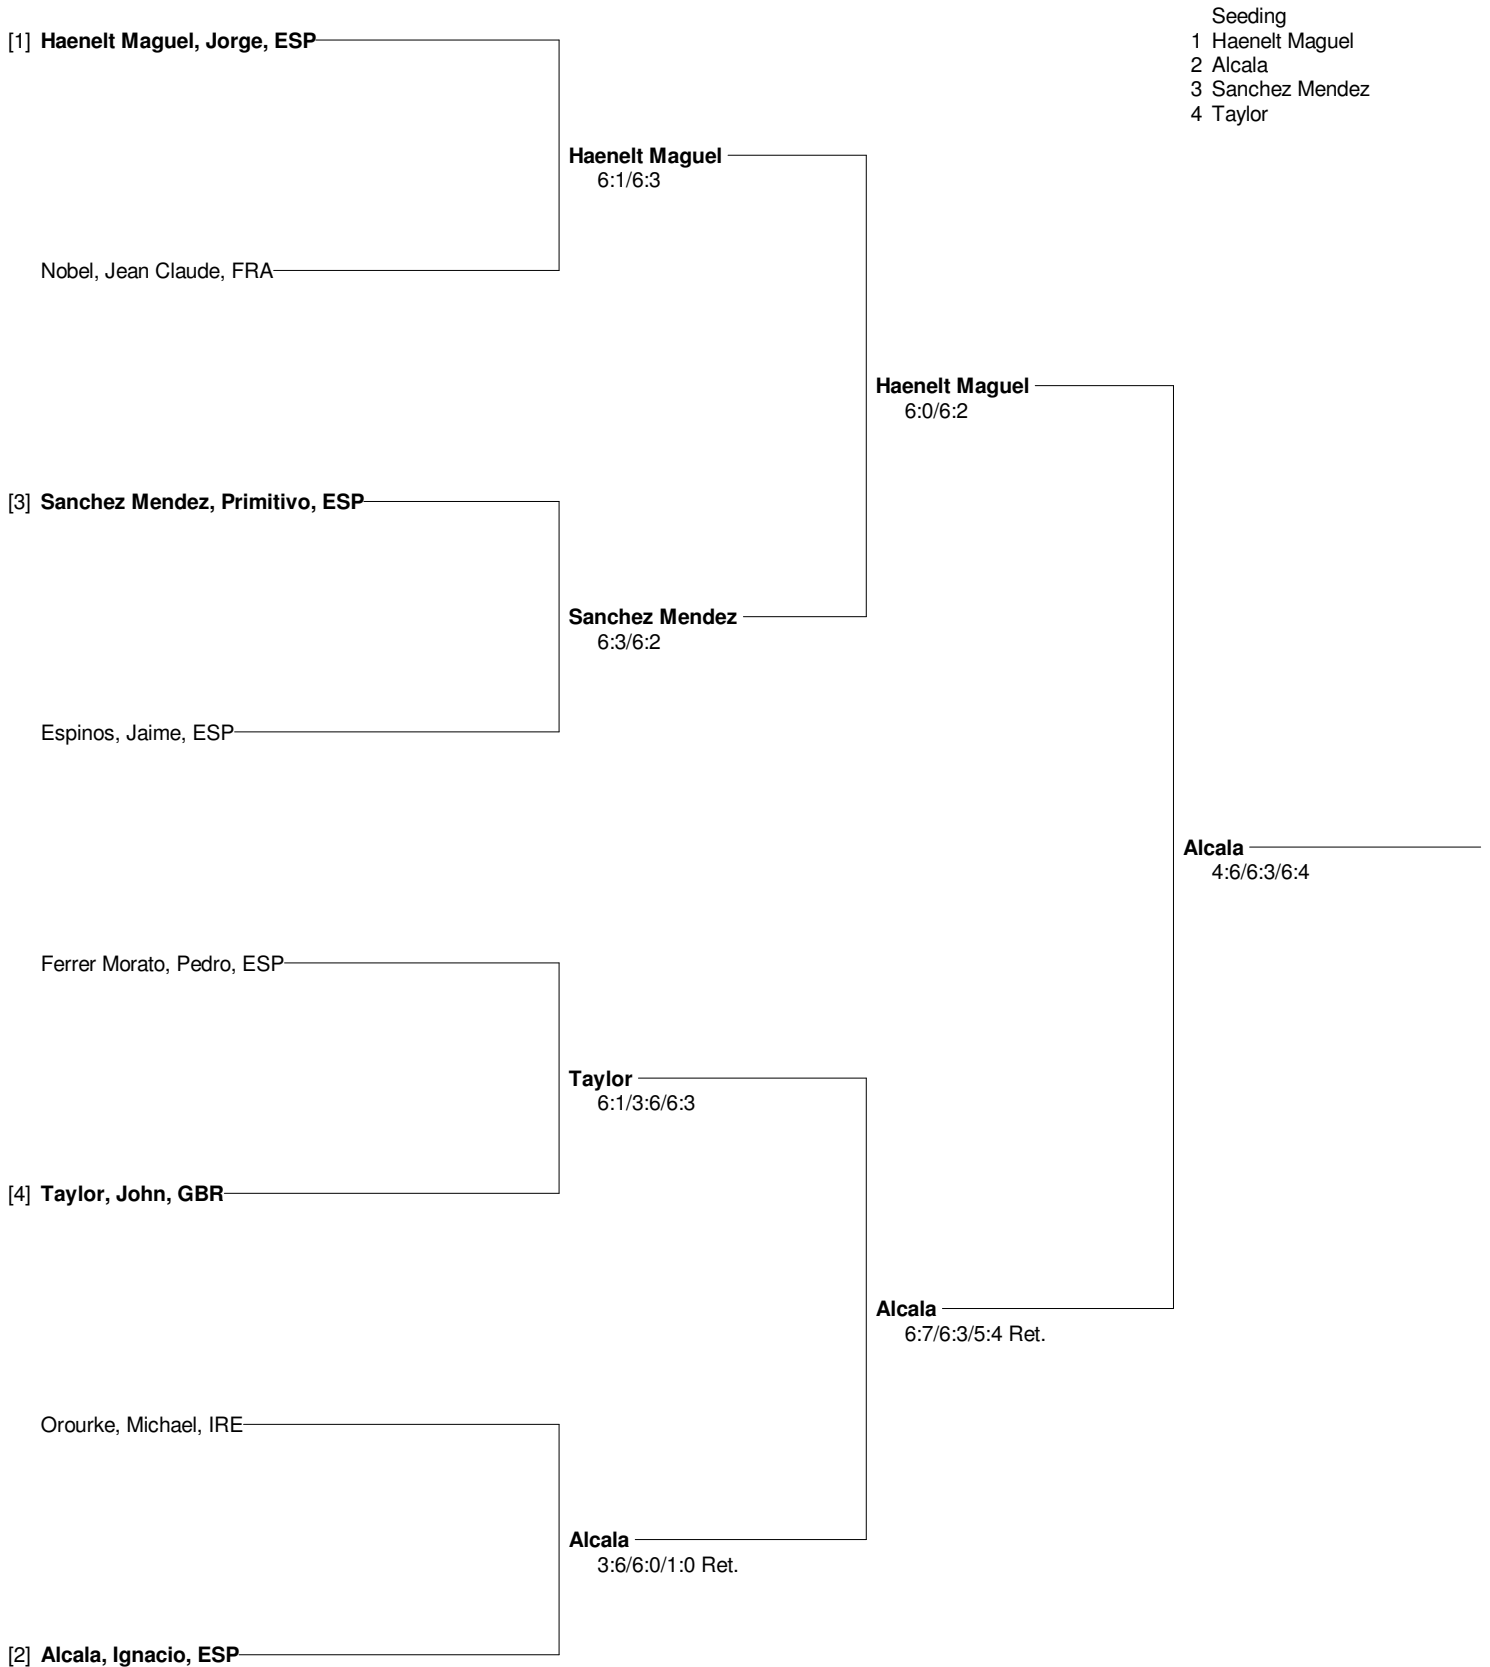 Seeding
1 Haenelt Maguel
2 Alcala
3 Sanchez Mendez
4 Taylor
[1] Haenelt Maguel, Jorge, ESP
Haenelt Maguel
6:1/6:3
Nobel, Jean Claude, FRA
Haenelt Maguel
6:0/6:2
[3] Sanchez Mendez, Primitivo, ESP
Sanchez Mendez
6:3/6:2
Espinos, Jaime, ESP
Alcala
4:6/6:3/6:4
Ferrer Morato, Pedro, ESP
Taylor
6:1/3:6/6:3
[4] Taylor, John, GBR
Alcala
6:7/6:3/5:4 Ret.
Orourke, Michael, IRE
Alcala
3:6/6:0/1:0 Ret.
[2] Alcala, Ignacio, ESP